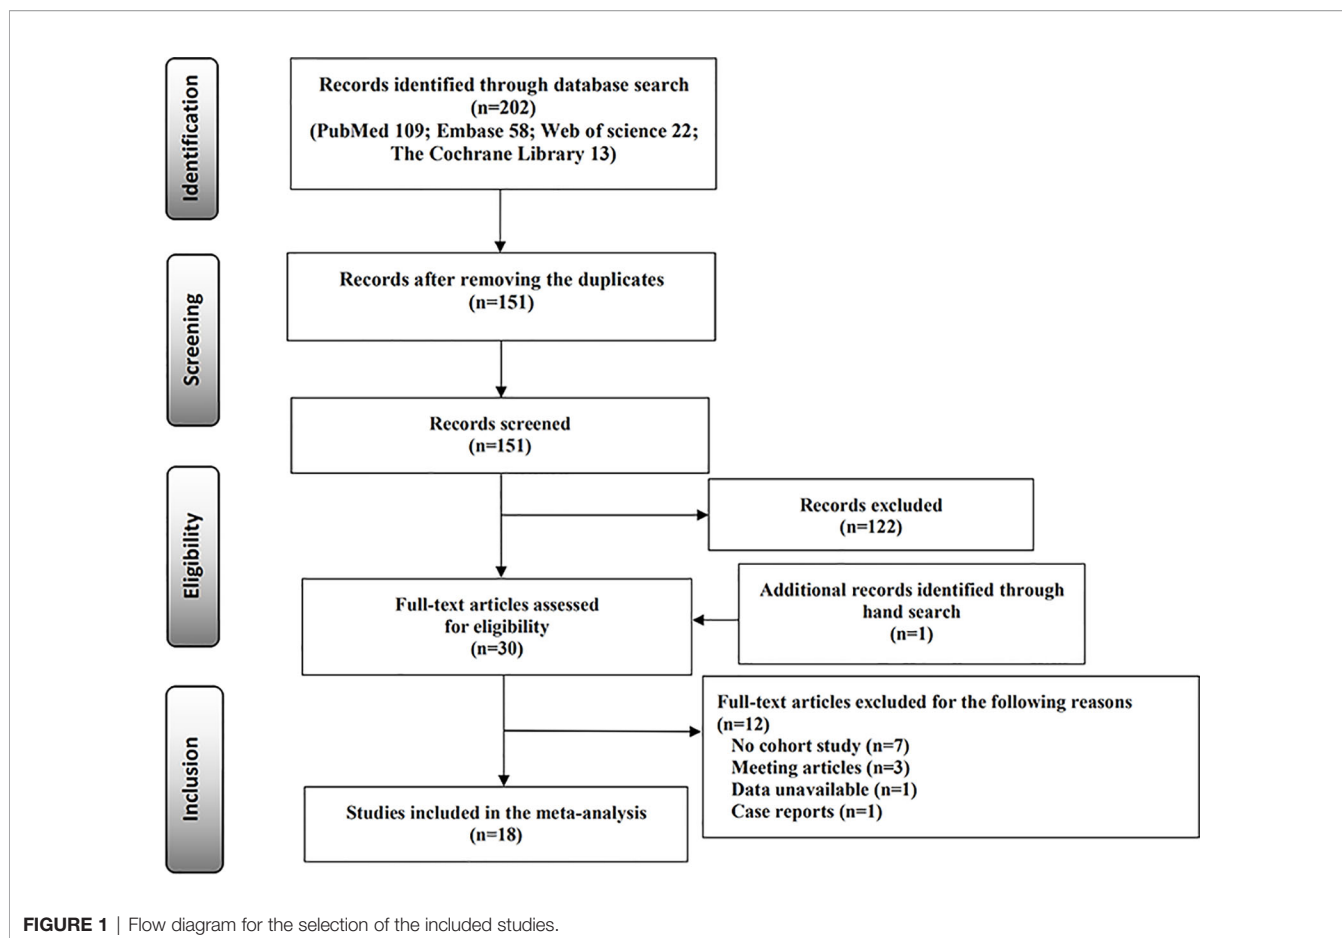 Identification
Records identified through database search
(n=202)
(PubMed 109; Embase 58; Web of science 22;
The Cochrane Library 13)
Screening
Records after removing the duplicates
(n=151)
Records screened
(n=151)
Eligibility
Records excluded
(n=122)
Full-text articles assessed
for eligibility
(n=30)
Additional records identified through
hand search
(n=1)
Inclusion
Full-text articles excluded for the following reasons
(n=12)
No cohort study (n=7)
Meeting articles (n=3)
Data unavailable (n=1)
Case reports (n=1)
Studies included in the meta-analysis
(n=18)
FIGURE 1 | Flow diagram for the selection of the included studies.